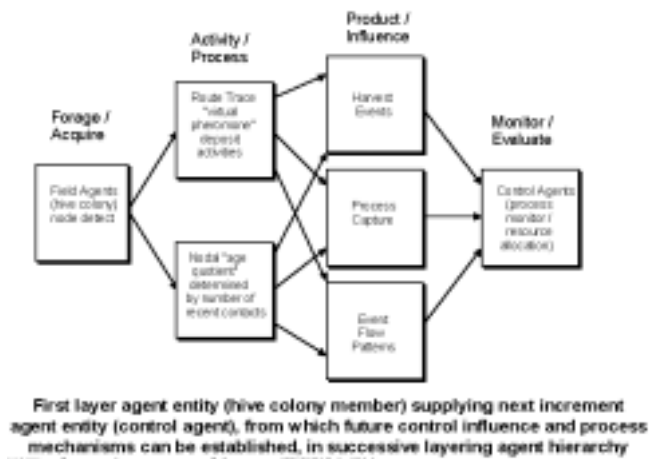 Forage /
Acquire
Field Agents
(hive colony)
node detect
Activity /
Process
Route Trace
"virtual
pheromone"
deposit
activities
Nodal "age
quotient"
determined
by number of
recent contacts
Product /
Influence
Harvest
Events
Process
Capture
Event
Flow
Patterns
Monitor /
Evaluate
Control Agents
(process
monitor /
resource
allocation)
First layer agent entity (hive colony member) supplying next increment
agent entity (control agent), from which future control influence and process
mechanisms can be established, in successive layering agent hierarchy